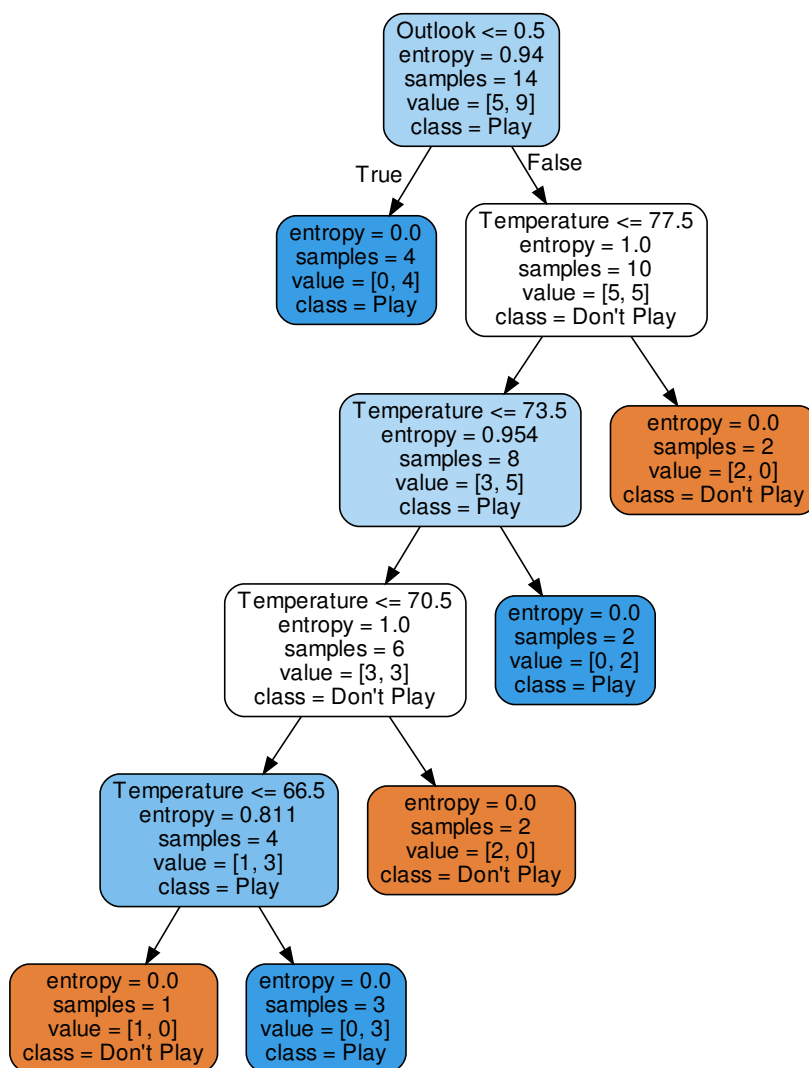 Outlook <= 0.5
entropy = 0.94
samples = 14
value = [5, 9]
class = Play
True
False
entropy = 0.0
samples = 4
value = [0, 4]
class = Play
Temperature <= 77.5
entropy = 1.0
samples = 10
value = [5, 5]
class = Don't Play
Temperature <= 73.5
entropy = 0.954
samples = 8
value = [3, 5]
class = Play
entropy = 0.0
samples = 2
value = [2, 0]
class = Don't Play
Temperature <= 70.5
entropy = 1.0
samples = 6
value = [3, 3]
class = Don't Play
entropy = 0.0
samples = 2
value = [0, 2]
class = Play
Temperature <= 66.5
entropy = 0.811
samples = 4
value = [1, 3]
class = Play
entropy = 0.0
samples = 2
value = [2, 0]
class = Don't Play
entropy = 0.0
samples = 1
value = [1, 0]
class = Don't Play
entropy = 0.0
samples = 3
value = [0, 3]
class = Play